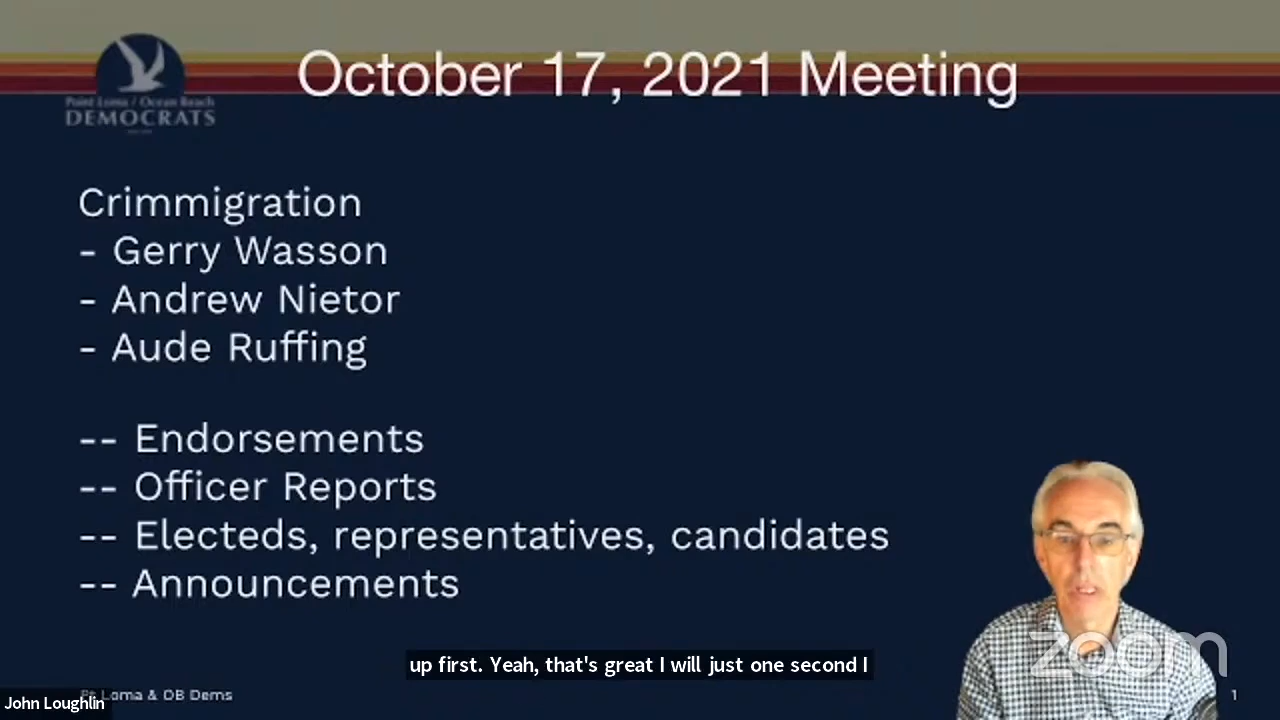 October 17, 2021 Meeting
Point Loma / Ocean Beach
DEMOCRATS
Crimmigration
- Gerry Wasson
- Andrew Nietor
- Aude Ruffing
-- Endorsements
-- Officer Reports
-- Electeds, representatives, candidates
-- Announcements
up first. Yeah, that's great I will just one second I
zoom
Pt Loma & OB Dems
John Loughlin
1